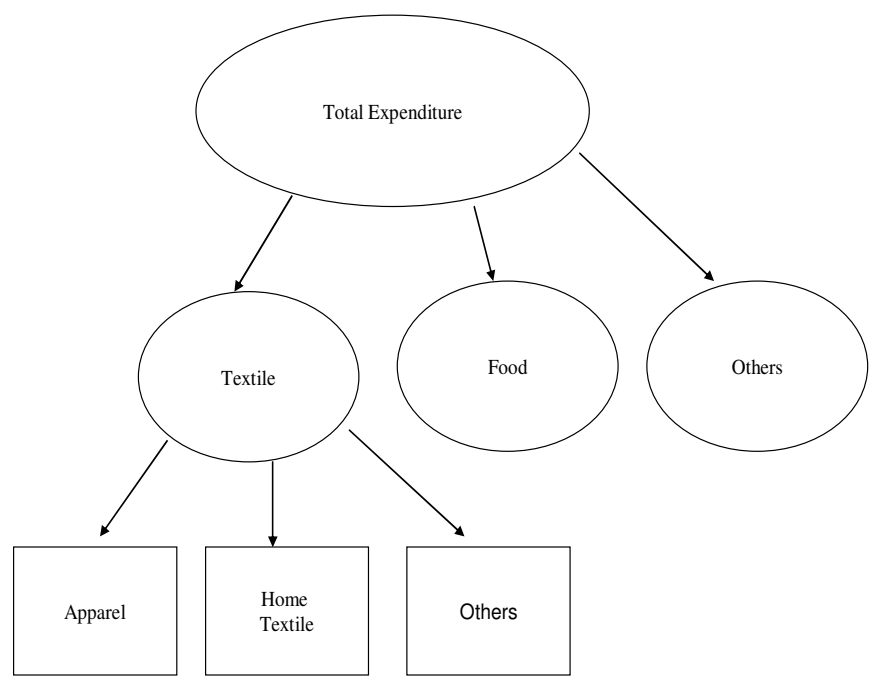 Total Expenditure
Textile
Food
Others
Apparel
Home
Textile
Others